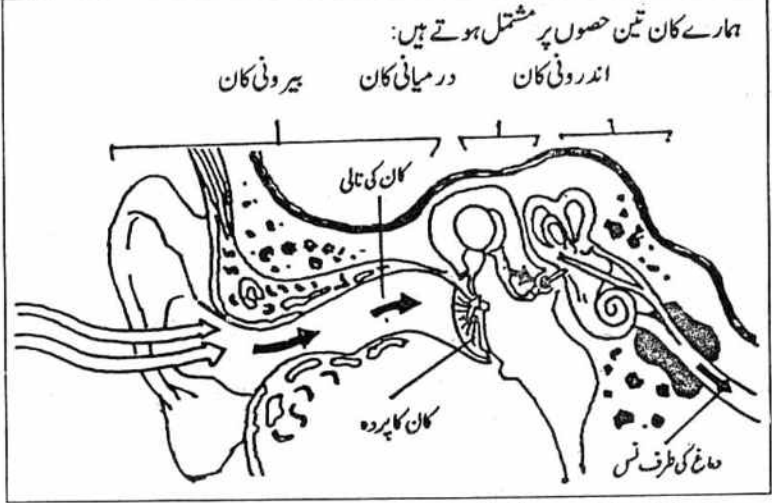 ہمارے کان تین حصوں پر مشتمل ہوتے ہیں:
اندرونی کان درمیانی کان بیرونی کان
کان کی نالی
کان کا پردہ
دماغ کی طرف نس